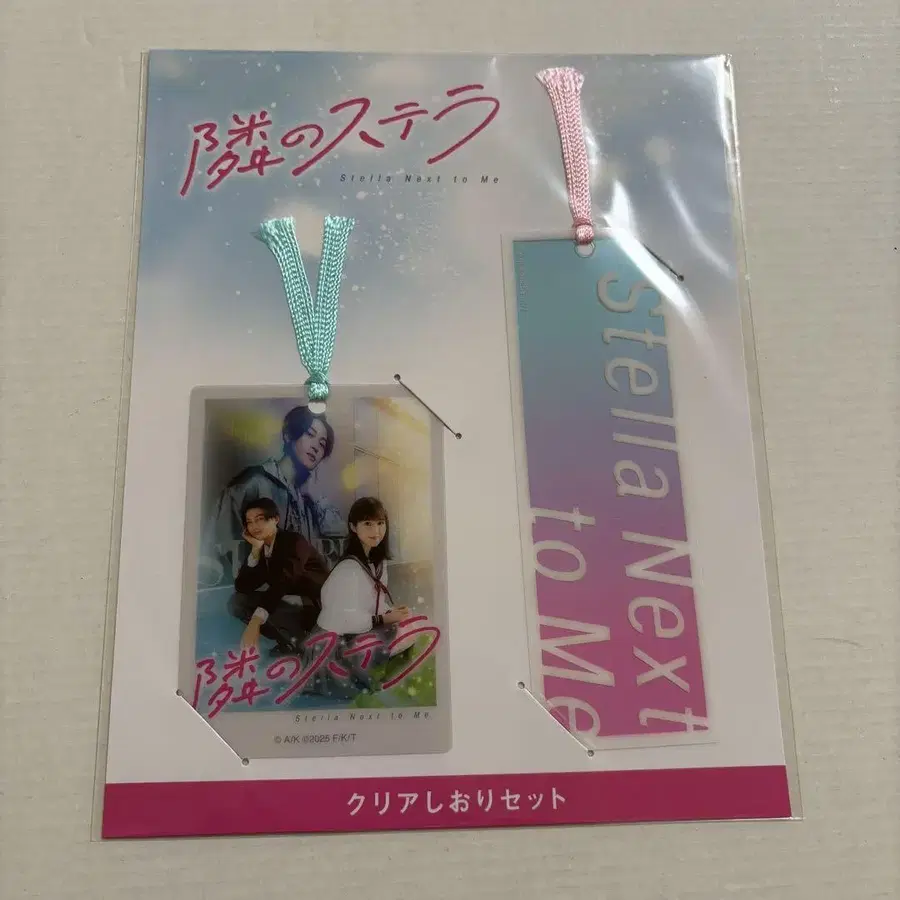 隣のステラ
Stella Next to Me
Stella Next
to Me
隣のステラ
Stella Next to Me
© A/K ©2025 F/K/T
クリアしおりセット